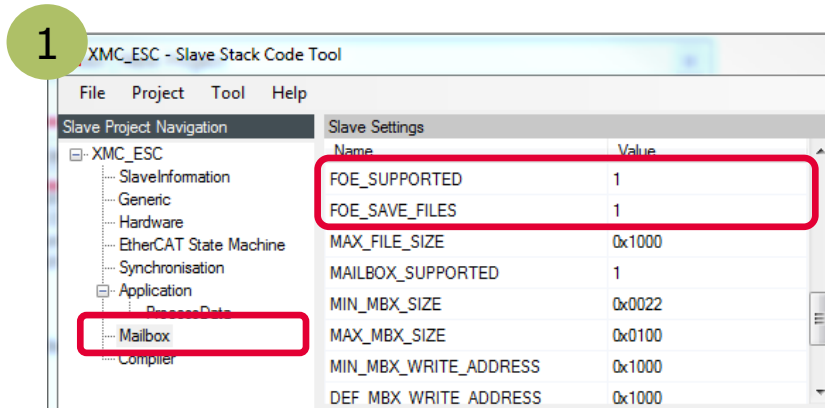 1
XMC_ESC - Slave Stack Code Tool
File Project Tool Help
Slave Project Navigation
XMC_ESC
SlaveInformation
Generic
Hardware
EtherCAT State Machine
Synchronisation
Application
ProcessData
Mailbox
Compiler
Slave Settings
Name Value
FOE_SUPPORTED 1
FOE_SAVE_FILES 1
MAX_FILE_SIZE 0x1000
MAILBOX_SUPPORTED 1
MIN_MBX_SIZE 0x0022
MAX_MBX_SIZE 0x0100
MIN_MBX_WRITE_ADDRESS 0x1000
DEF_MBX_WRITE_ADDRESS 0x1000